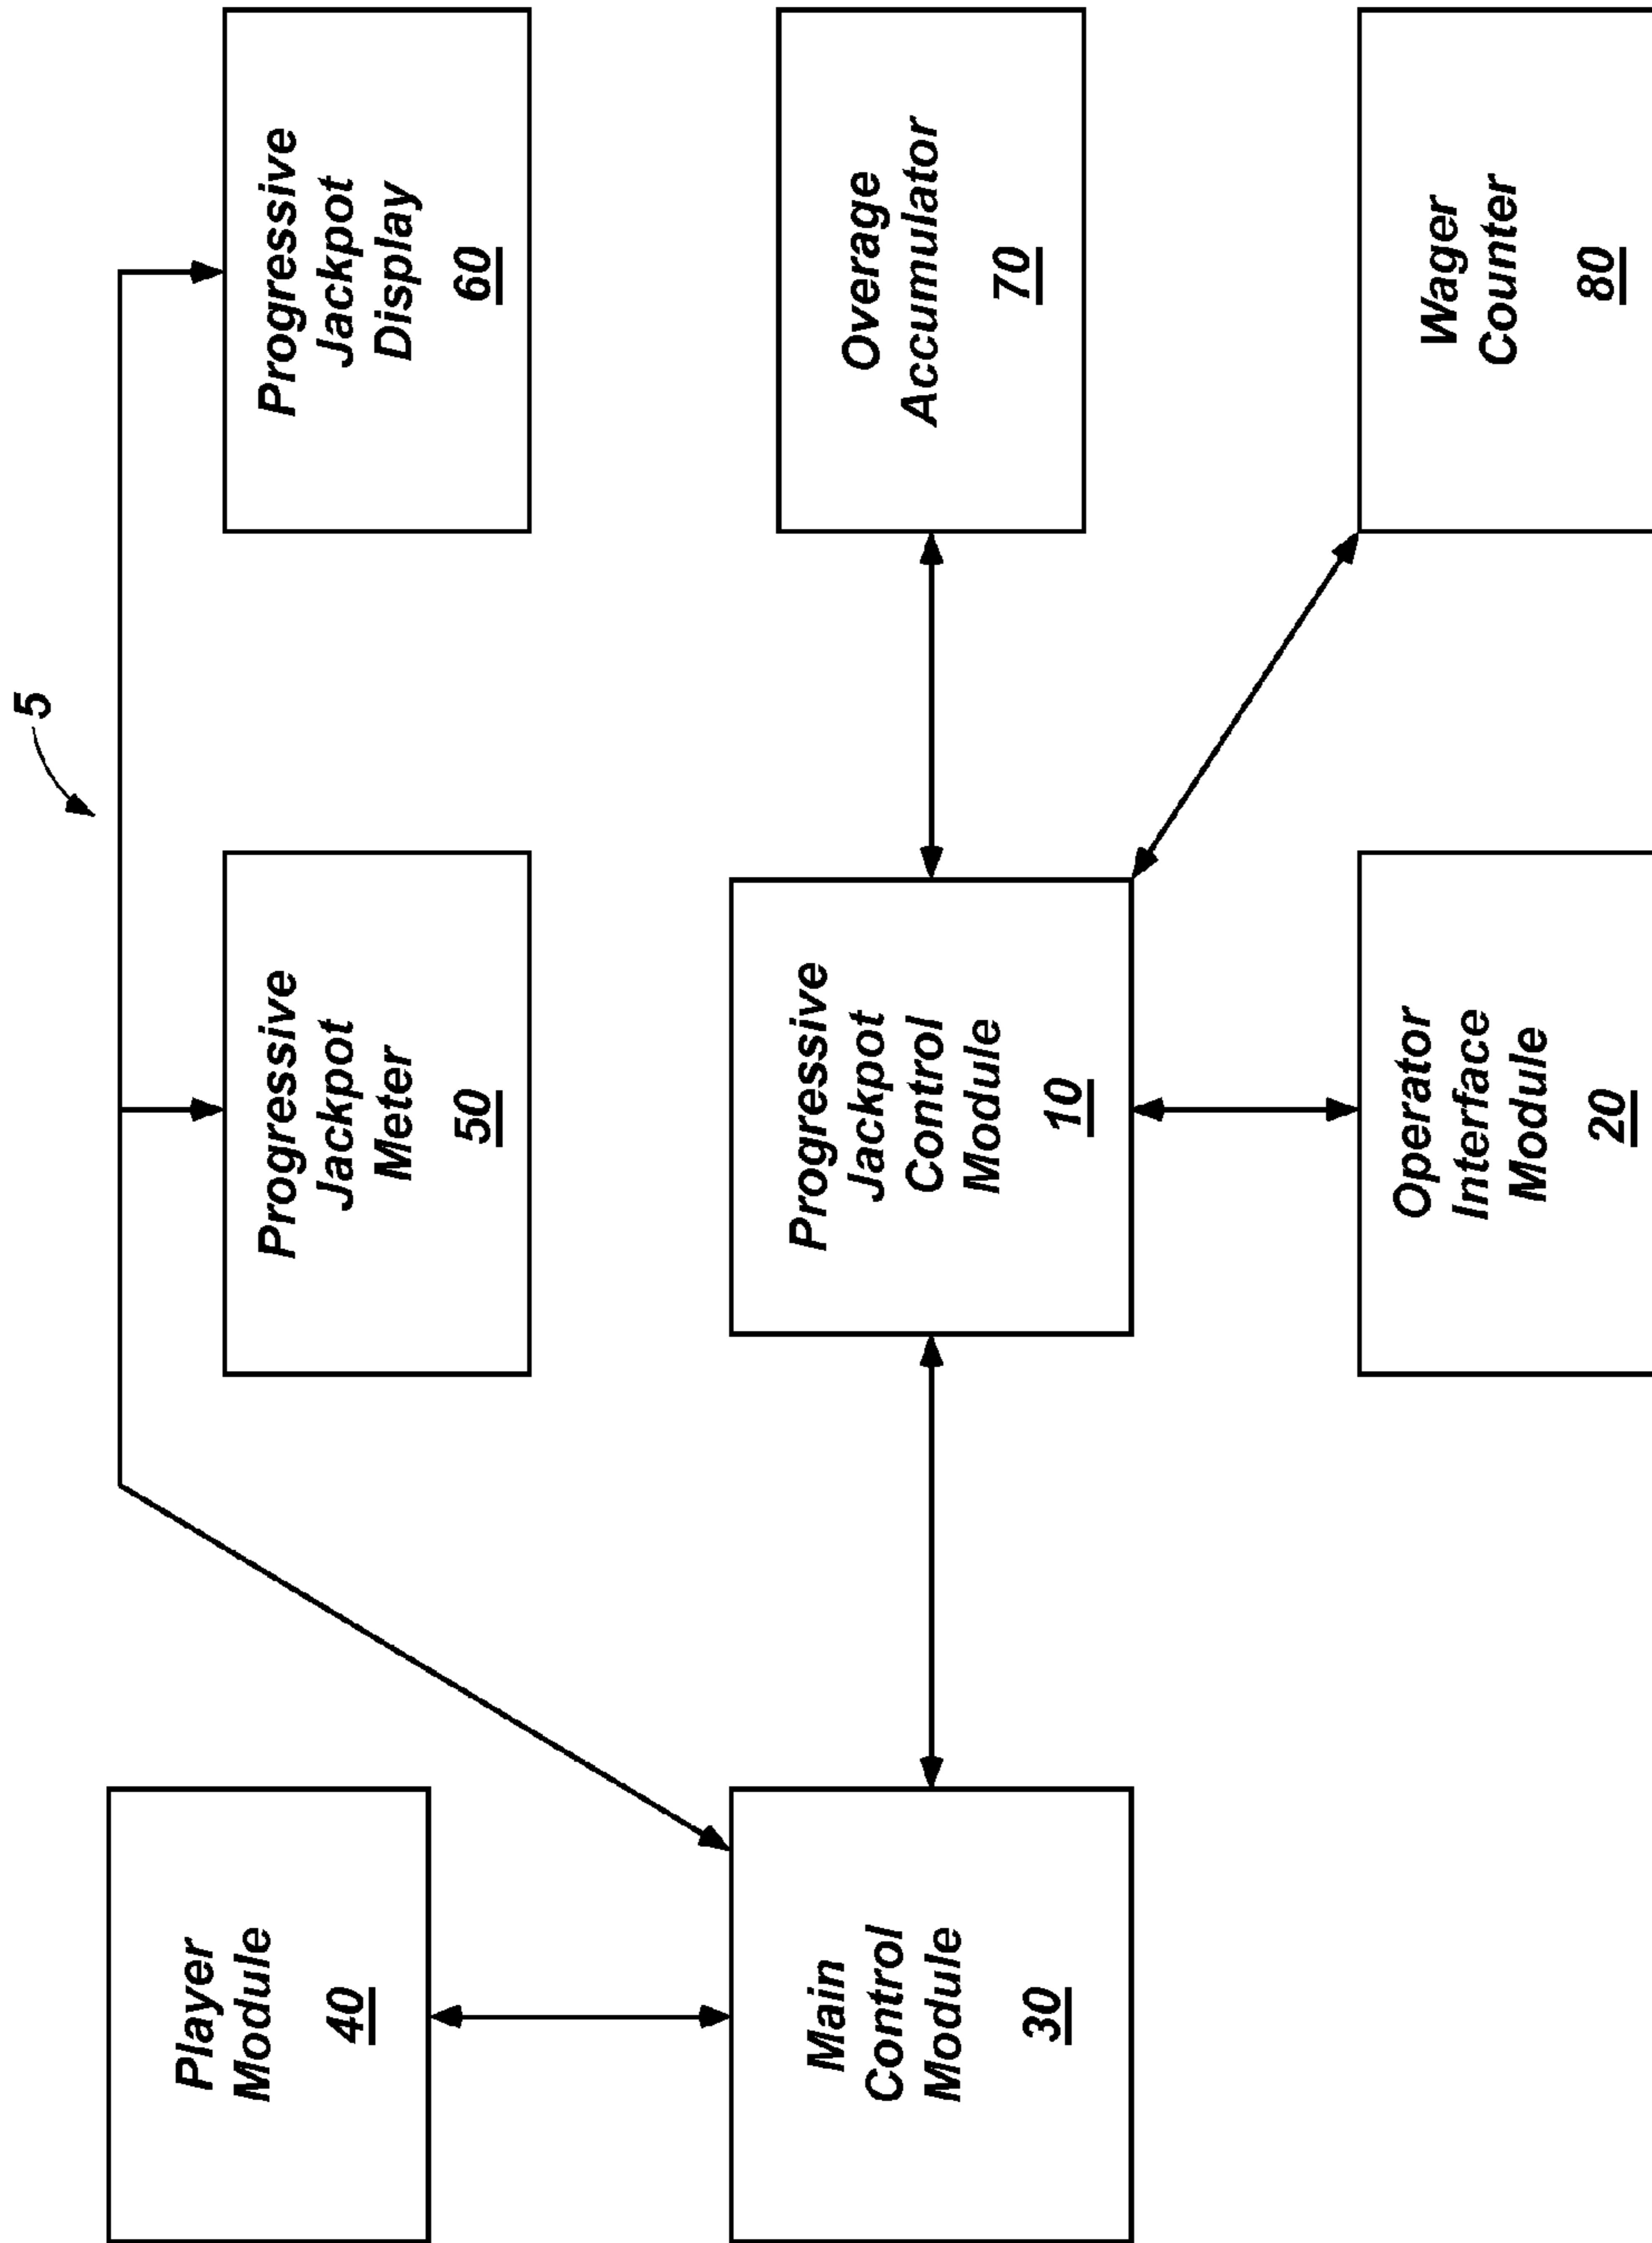 5
Player
Module
40
Progressive
Jackpot
Meter
50
Progressive
Jackpot
Display
60
Main
Control
Module
30
Progressive
Jackpot
Control
Module
10
Overage
Accumulator
70
Operator
Interface
Module
20
Wager
Counter
80